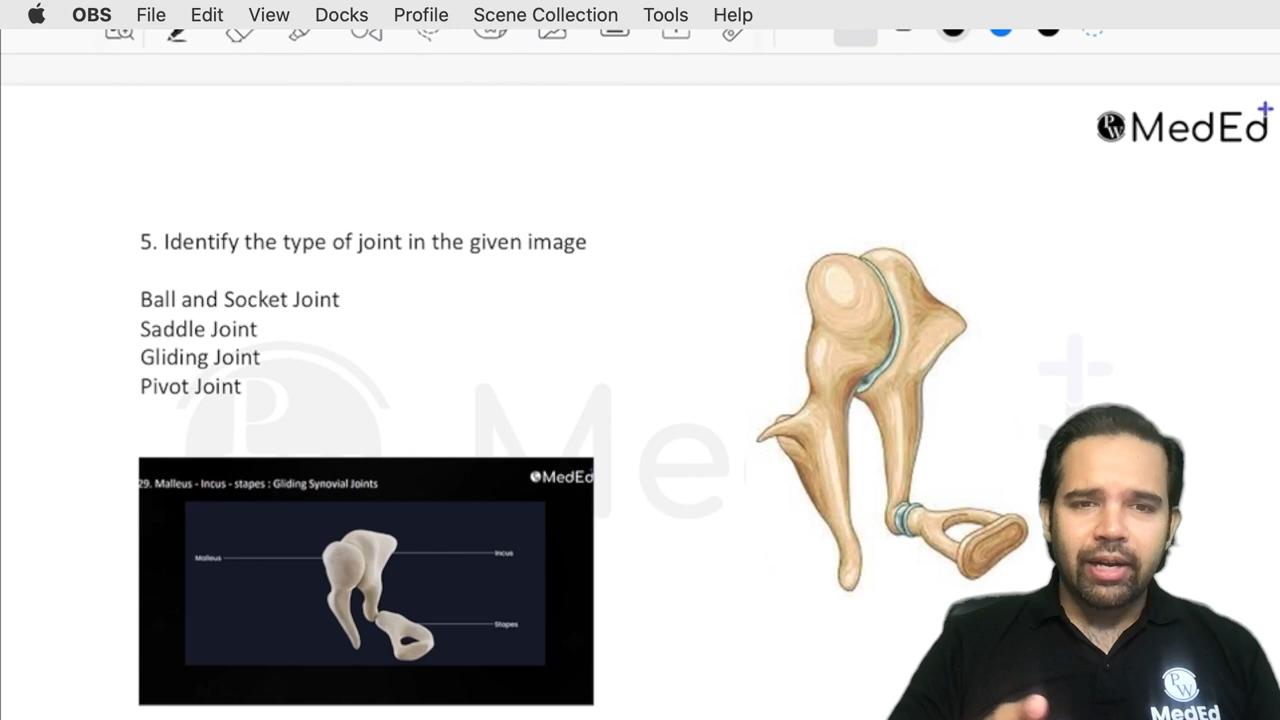 OBS File Edit View Docks Profile Scene Collection Tools Help
PW MedEd
5. Identify the type of joint in the given image
Ball and Socket Joint
Saddle Joint
Gliding Joint
Pivot Joint
29. Malleus - Incus - stapes : Gliding Synovial Joints
MedEd
Malleus
Incus
Stapes
PW
MedEd